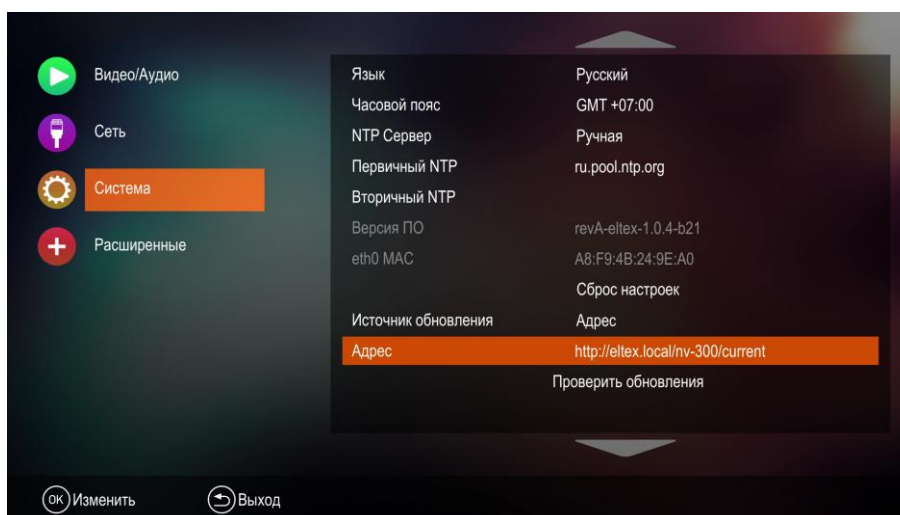 Видео/Аудио
Сеть
Система
Расширенные
Язык Русский
Часовой пояс GMT +07:00
NTP Сервер Ручная
Первичный NTP ru.pool.ntp.org
Вторичный NTP
Версия ПО revA-eltex-1.0.4-b21
eth0 MAC A8:F9:4B:24:9E:A0
Сброс настроек
Источник обновления Адрес
Адрес http://eltex.local/nv-300/current
Проверить обновления
OK Изменить Выход